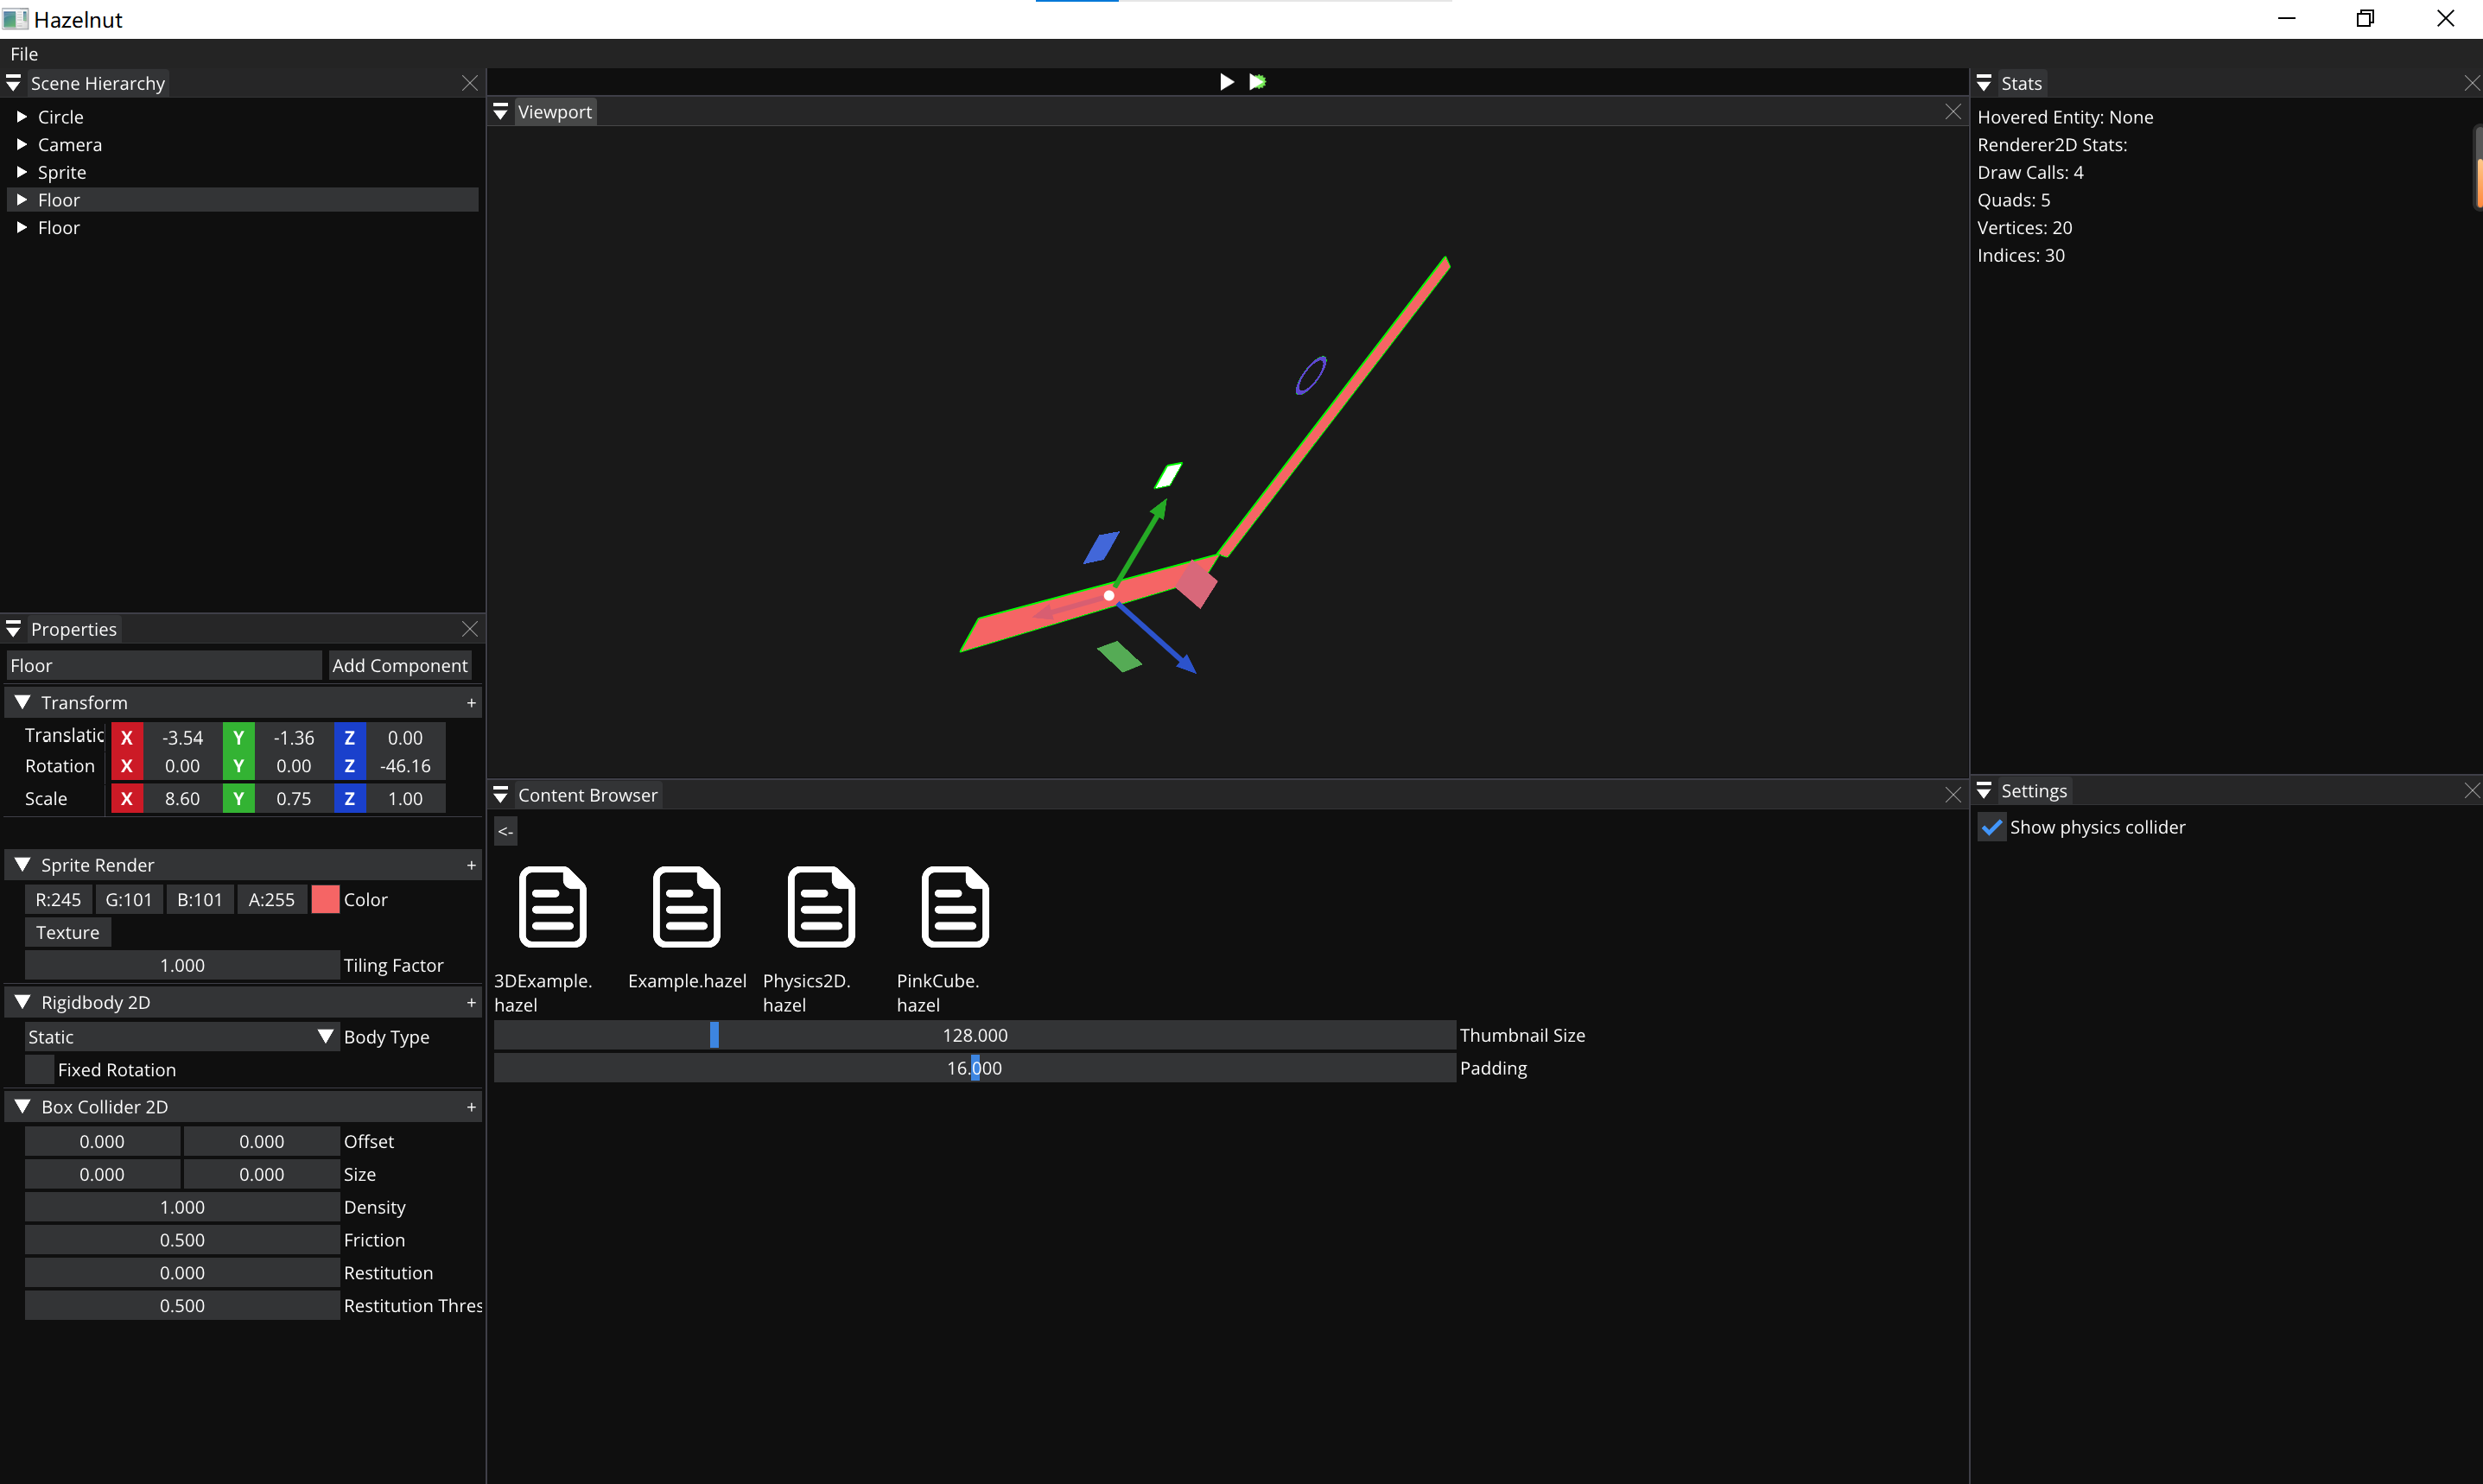 Hazelnut
File
Scene Hierarchy
Circle
Camera
Sprite
Floor
Floor
Properties
Floor
Add Component
Transform
+
Translatic X -3.54 Y -1.36 Z 0.00
Rotation X 0.00 Y 0.00 Z -46.16
Scale X 8.60 Y 0.75 Z 1.00
Sprite Render
+
R:245 G:101 B:101 A:255 Color
Texture
1.000 Tiling Factor
Rigidbody 2D
+
Static Body Type
Fixed Rotation
Box Collider 2D
+
0.000 0.000 Offset
0.000 0.000 Size
1.000 Density
0.500 Friction
0.000 Restitution
0.500 Restitution Thres
Viewport
Content Browser
<-
3DExample.
hazel
Example.hazel
Physics2D.
hazel
PinkCube.
hazel
128.000 Thumbnail Size
16.000 Padding
Stats
Hovered Entity: None
Renderer2D Stats:
Draw Calls: 4
Quads: 5
Vertices: 20
Indices: 30
Settings
Show physics collider